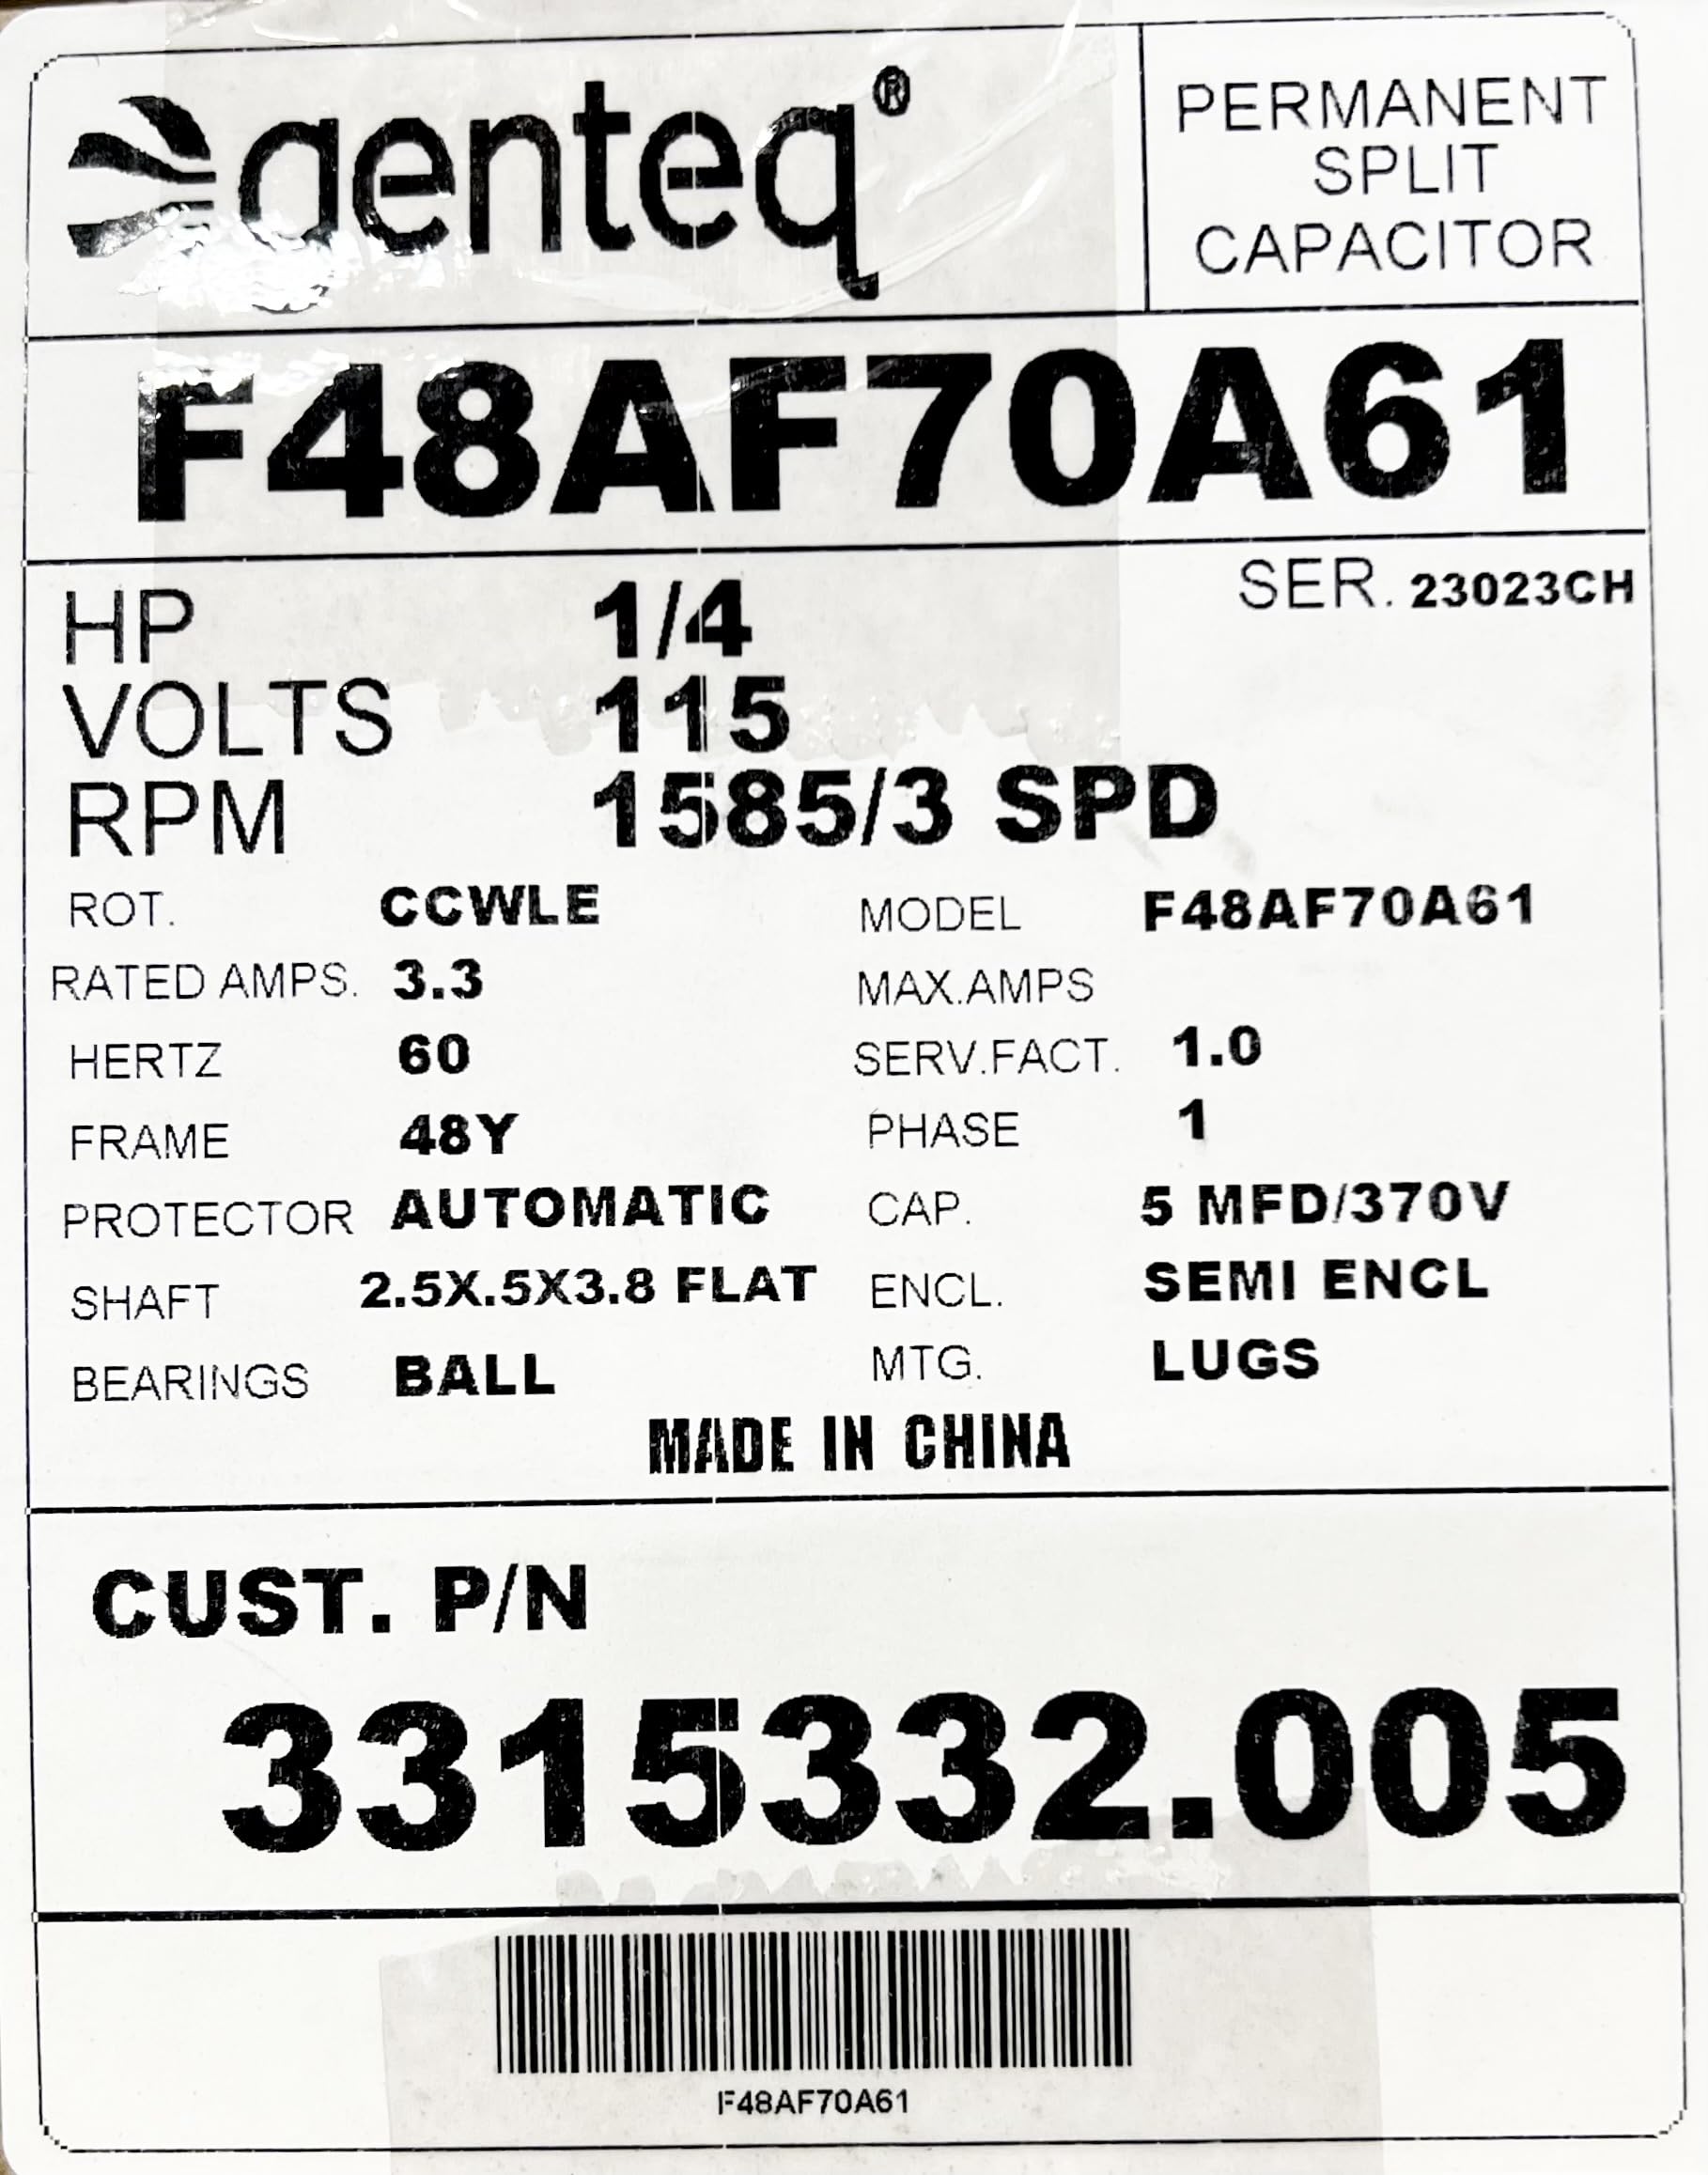 genteq®
PERMANENT
SPLIT
CAPACITOR
F48AF70A61
SER. 23023CH
HP 1/4
VOLTS 115
RPM 1585/3 SPD
ROT. CCWLE MODEL F48AF70A61
RATED AMPS. 3.3 MAX.AMPS
HERTZ 60 SERV.FACT. 1.0
FRAME 48Y PHASE 1
PROTECTOR AUTOMATIC CAP. 5 MFD/370V
SHAFT 2.5X.5X3.8 FLAT ENCL. SEMI ENCL
BEARINGS BALL MTG. LUGS
MADE IN CHINA
CUST. P/N
3315332.005
F48AF70A61